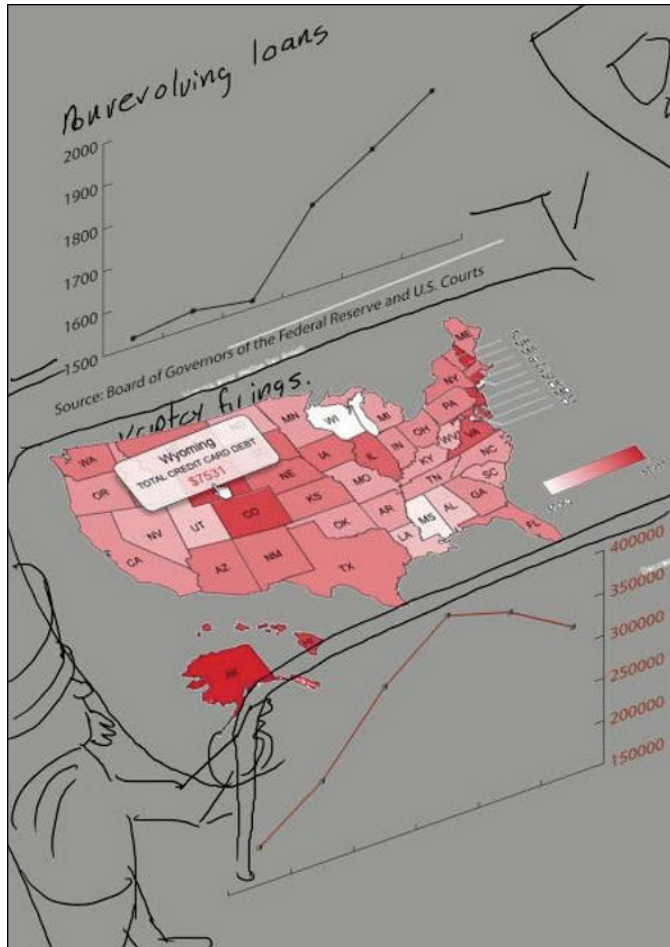 Nonrevolving loans
2000
1900
1800
1700
1600
1500
Source: Board of Governors of the Federal Reserve and U.S. Courts
filings.
Wyoming
TOTAL CREDIT CARD DEBT
$7531
WA
OR
NV
CA
UT
AZ
CO
NM
ND
SD
NE
KS
OK
TX
MN
IA
MO
AR
LA
WI
IL
MS
MI
IN
KY
TN
AL
OH
WV
GA
FL
SC
NC
VA
PA
NY
ME
AK
HI
400000
350000
300000
250000
200000
150000